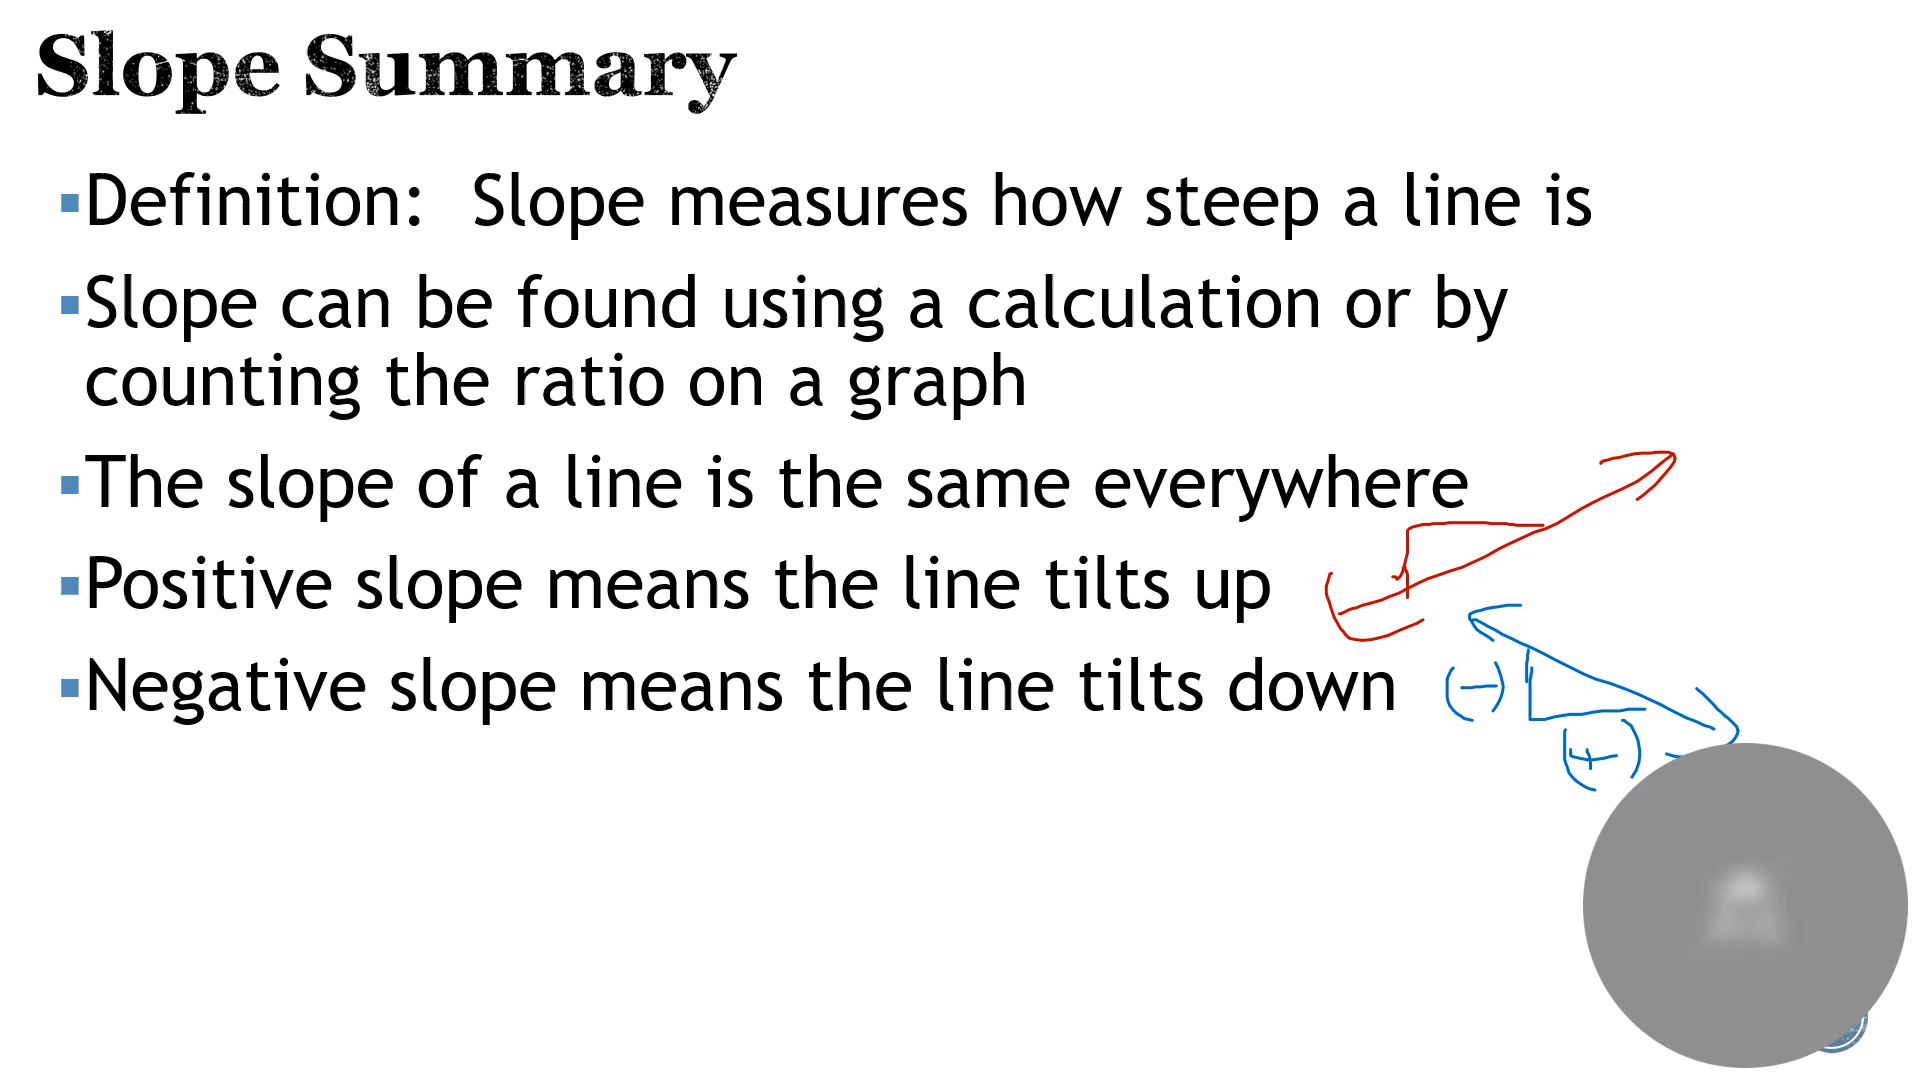 Slope Summary
▪Definition: Slope measures how steep a line is
▪Slope can be found using a calculation or by
counting the ratio on a graph
▪The slope of a line is the same everywhere
▪Positive slope means the line tilts up
▪Negative slope means the line tilts down
(−)
(+)